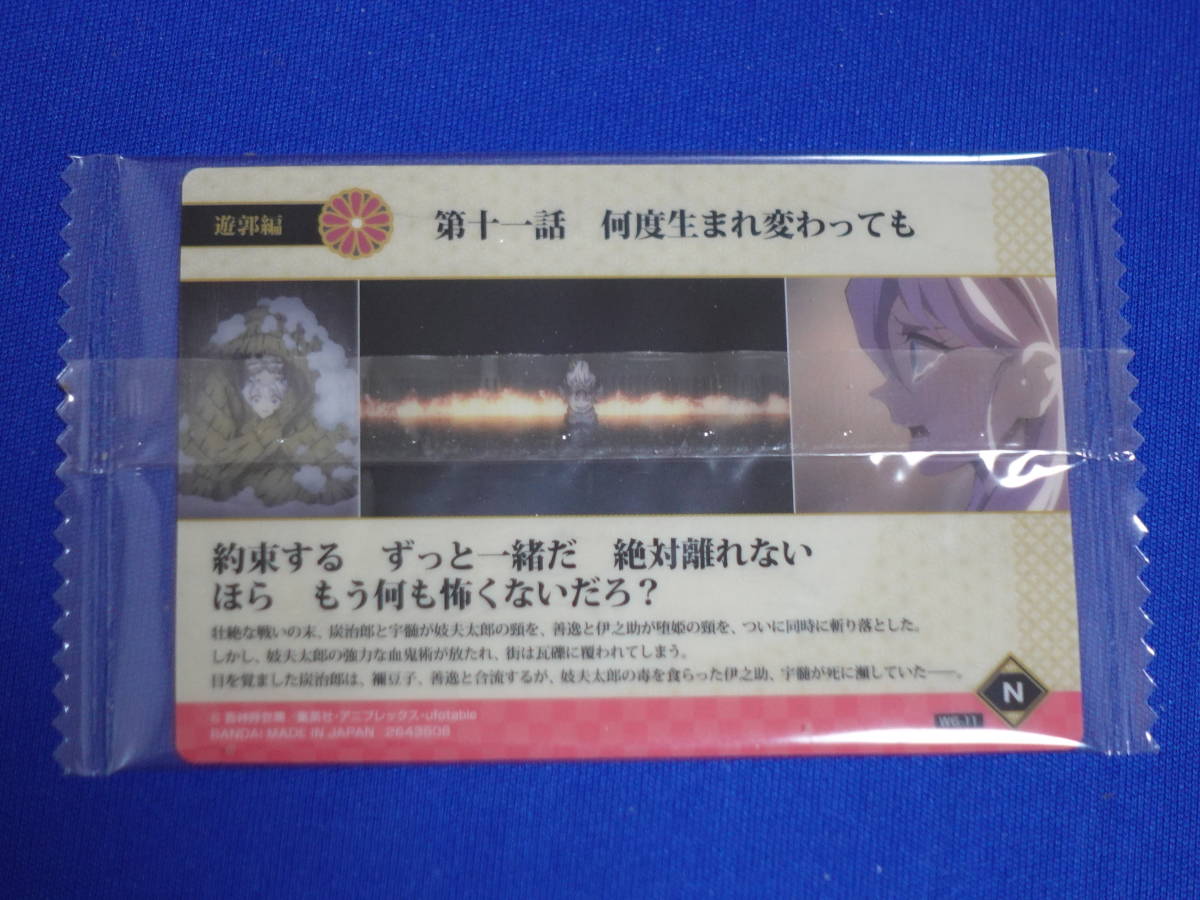 遊郭編
第十一話　何度生まれ変わっても
約束する　ずっと一緒だ　絶対離れない
ほら　もう何も怖くないだろ？
壮絶な戦いの末、炭治郎と宇髄が妓夫太郎の頸を、善逸と伊之助が堕姫の頸を、ついに同時に斬り落とした。
しかし、妓夫太郎の強力な血鬼術が放たれ、街は瓦礫に覆われてしまう。
目を覚ました炭治郎は、禰豆子、善逸と合流するが、妓夫太郎の毒を食らった伊之助、宇髄が死に瀕していた──。
N
W6-11
© 吾峠呼世晴／集英社・アニプレックス・ufotable
BANDAI MADE IN JAPAN 2643506